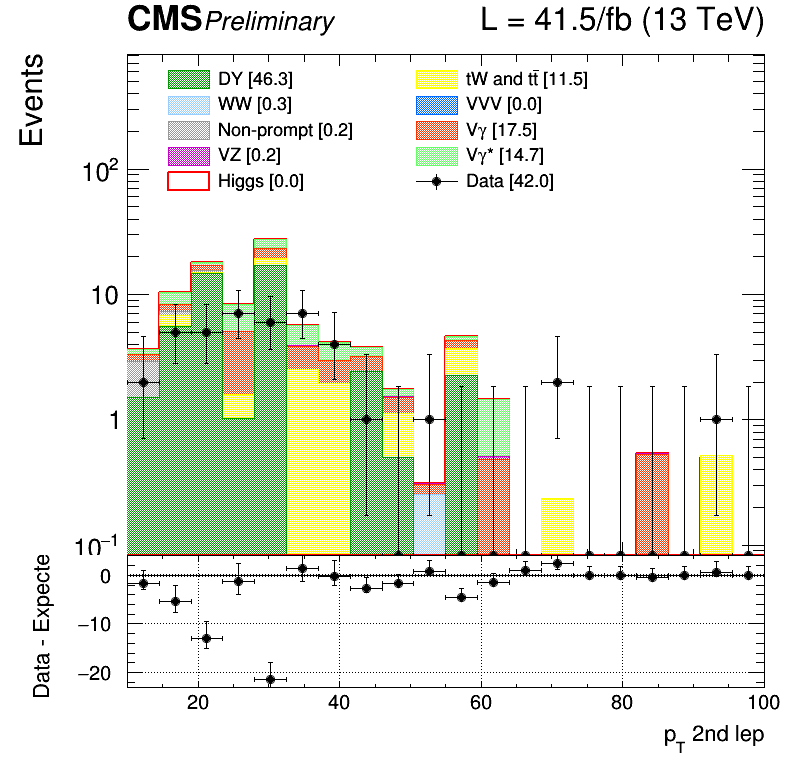 CMS Preliminary L = 41.5/fb (13 TeV)
Events
DY [46.3]
WW [0.3]
Non-prompt [0.2]
VZ [0.2]
Higgs [0.0]
tW and tt̄ [11.5]
VVV [0.0]
Vγ [17.5]
Vγ* [14.7]
Data [42.0]
10²
10
1
10⁻¹
Data - Expecte
0
−10
−20
20 40 60 80 100
p_T 2nd lep